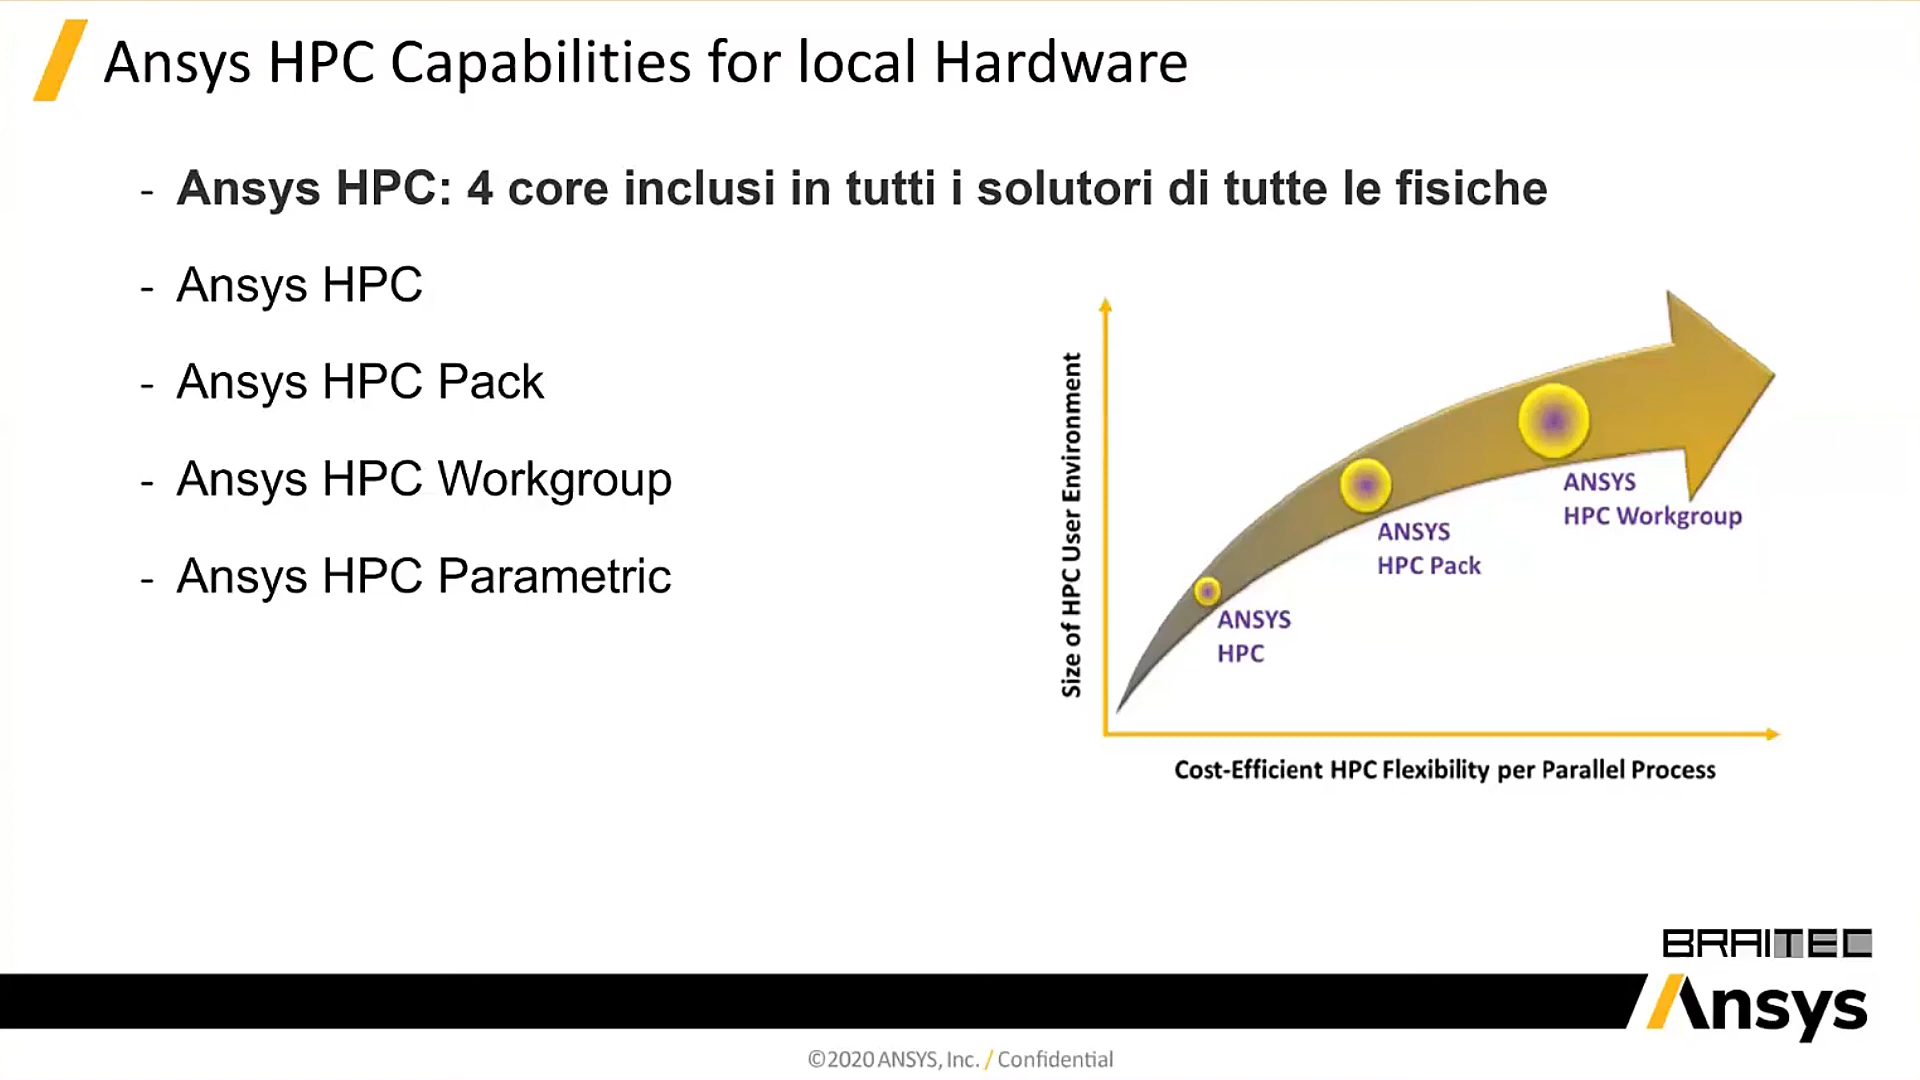 Ansys HPC Capabilities for local Hardware
- Ansys HPC: 4 core inclusi in tutti i solutori di tutte le fisiche
- Ansys HPC
- Ansys HPC Pack
- Ansys HPC Workgroup
- Ansys HPC Parametric
Size of HPC User Environment
ANSYS
HPC Workgroup
ANSYS
HPC Pack
ANSYS
HPC
Cost-Efficient HPC Flexibility per Parallel Process
BRAITEC
Ansys
©2020 ANSYS, Inc. / Confidential